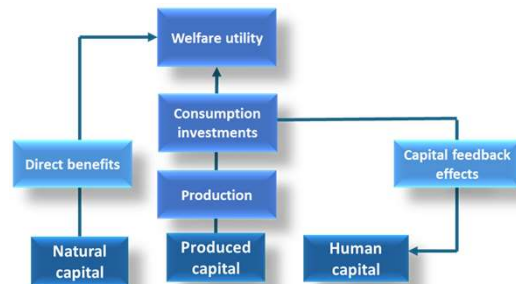 Welfare utility
Consumption
investments
Direct benefits
Capital feedback
effects
Production
Natural
capital
Produced
capital
Human
capital